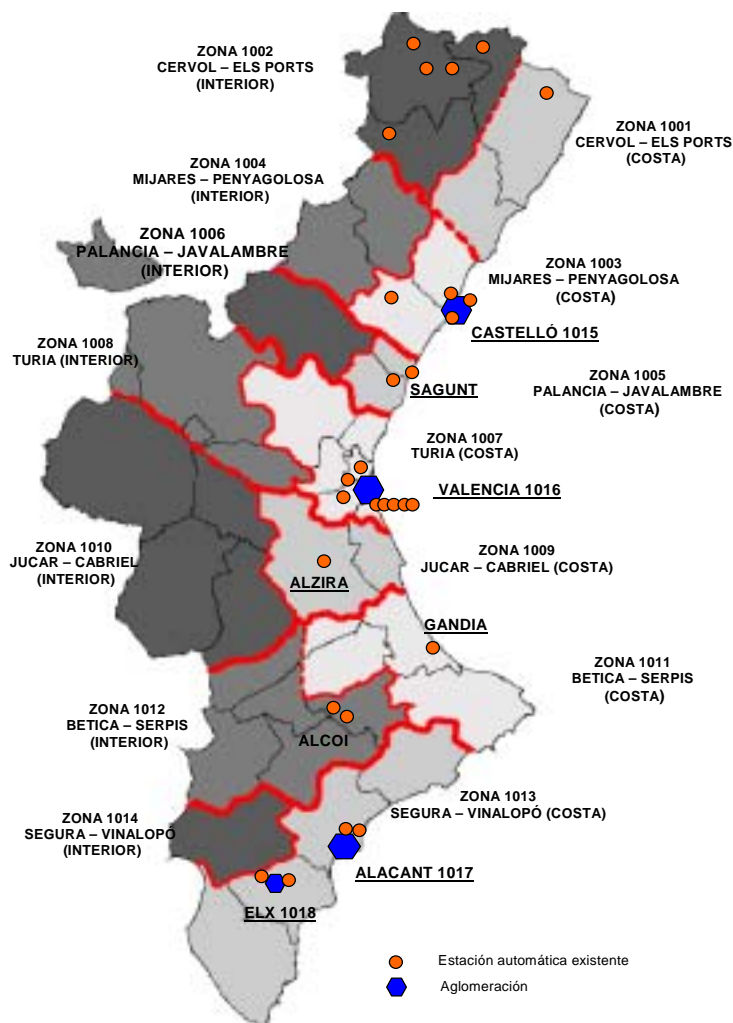 ZONA 1002
CERVOL – ELS PORTS
(INTERIOR)
ZONA 1001
CERVOL – ELS PORTS
(COSTA)
ZONA 1004
MIJARES – PENYAGOLOSA
(INTERIOR)
ZONA 1006
PALANCIA – JAVALAMBRE
(INTERIOR)
ZONA 1003
MIJARES – PENYAGOLOSA
(COSTA)
CASTELLÓ 1015
ZONA 1008
TURIA (INTERIOR)
SAGUNT
ZONA 1005
PALANCIA – JAVALAMBRE
(COSTA)
ZONA 1007
TURIA (COSTA)
VALENCIA 1016
ZONA 1010
JUCAR – CABRIEL
(INTERIOR)
ZONA 1009
JUCAR – CABRIEL (COSTA)
ALZIRA
GANDIA
ZONA 1011
BETICA – SERPIS
(COSTA)
ZONA 1012
BETICA – SERPIS
(INTERIOR)
ALCOI
ZONA 1013
SEGURA – VINALOPÓ (COSTA)
ZONA 1014
SEGURA – VINALOPÓ
(INTERIOR)
ALACANT 1017
ELX 1018
Estación automática existente
Aglomeración